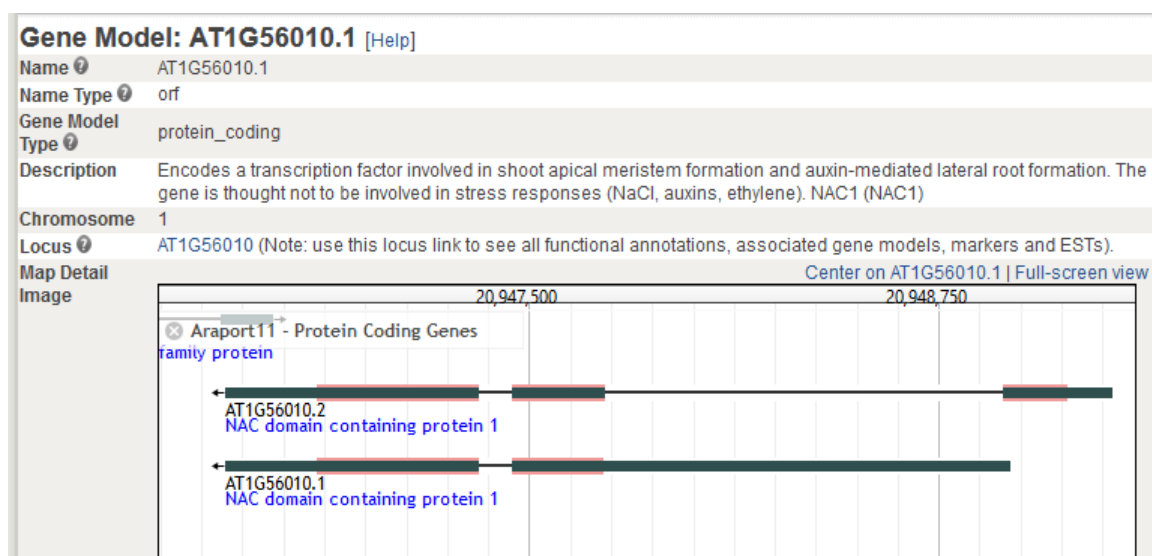 Gene Model: AT1G56010.1 [Help]
Name AT1G56010.1
Name Type orf
Gene Model Type protein_coding
Description Encodes a transcription factor involved in shoot apical meristem formation and auxin-mediated lateral root formation. The
gene is thought not to be involved in stress responses (NaCl, auxins, ethylene). NAC1 (NAC1)
Chromosome 1
Locus AT1G56010 (Note: use this locus link to see all functional annotations, associated gene models, markers and ESTs).
Map Detail Image
Center on AT1G56010.1 | Full-screen view
20,947,500 20,948,750
Araport11 - Protein Coding Genes
family protein
AT1G56010.2
NAC domain containing protein 1
AT1G56010.1
NAC domain containing protein 1